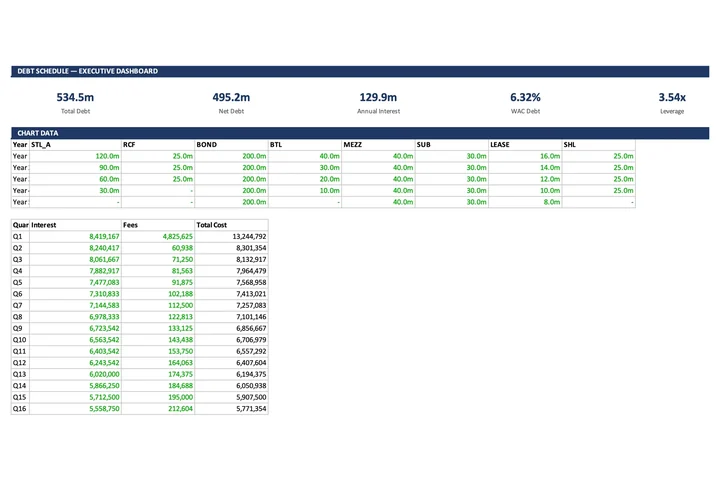 DEBT SCHEDULE — EXECUTIVE DASHBOARD
534.5m 495.2m 129.9m 6.32% 3.54x
Total Debt Net Debt Annual Interest WAC Debt Leverage
CHART DATA
Year STL_A RCF BOND BTL MEZZ SUB LEASE SHL
Year 120.0m 25.0m 200.0m 40.0m 40.0m 30.0m 16.0m 25.0m
Year 90.0m 25.0m 200.0m 30.0m 40.0m 30.0m 14.0m 25.0m
Year 60.0m 25.0m 200.0m 20.0m 40.0m 30.0m 12.0m 25.0m
Year 30.0m - 200.0m 10.0m 40.0m 30.0m 10.0m 25.0m
Year - - 200.0m - 40.0m 30.0m 8.0m -
Quar Interest Fees Total Cost
Q1 8,419,167 4,825,625 13,244,792
Q2 8,240,417 60,938 8,301,354
Q3 8,061,667 71,250 8,132,917
Q4 7,882,917 81,563 7,964,479
Q5 7,477,083 91,875 7,568,958
Q6 7,310,833 102,188 7,413,021
Q7 7,144,583 112,500 7,257,083
Q8 6,978,333 122,813 7,101,146
Q9 6,723,542 133,125 6,856,667
Q10 6,563,542 143,438 6,706,979
Q11 6,403,542 153,750 6,557,292
Q12 6,243,542 164,063 6,407,604
Q13 6,020,000 174,375 6,194,375
Q14 5,866,250 184,688 6,050,938
Q15 5,712,500 195,000 5,907,500
Q16 5,558,750 212,604 5,771,354